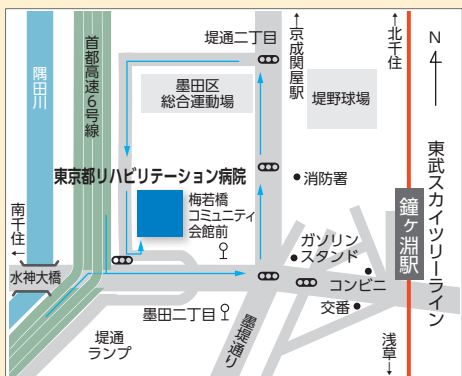 首都高速6号線
隅田川
堤通二丁目
↑京成関屋駅
↑北千住
N
墨田区
総合運動場
堤野球場
東武スカイツリーライン
東京都リハビリテーション病院
消防署
梅若橋
コミュニティ
会館前
鐘ヶ淵駅
南千住↓
ガソリン
スタンド
水神大橋
コンビニ
墨田二丁目
交番
堤通
ランプ
墨堤通り
浅草↓